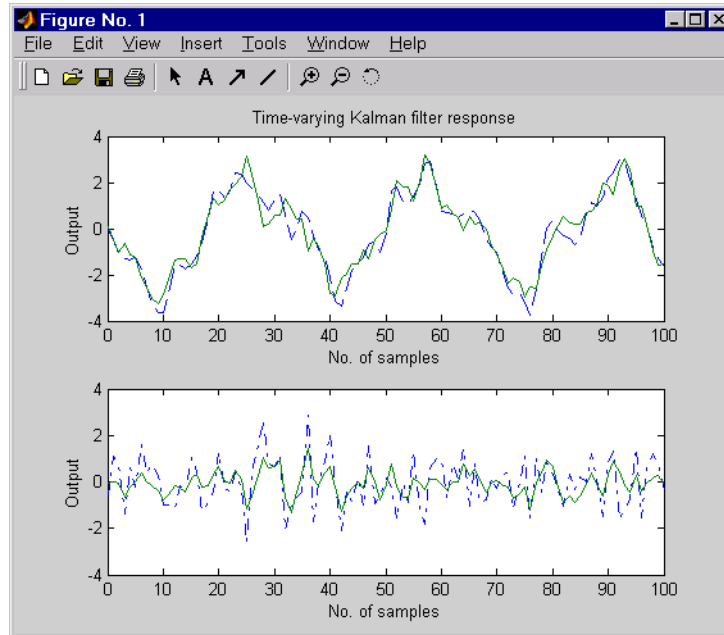 Figure No. 1
File Edit View Insert Tools Window Help
A
Time-varying Kalman filter response
4
2
0
-2
-4
Output
0 10 20 30 40 50 60 70 80 90 100
No. of samples
4
2
0
-2
-4
Output
0 10 20 30 40 50 60 70 80 90 100
No. of samples